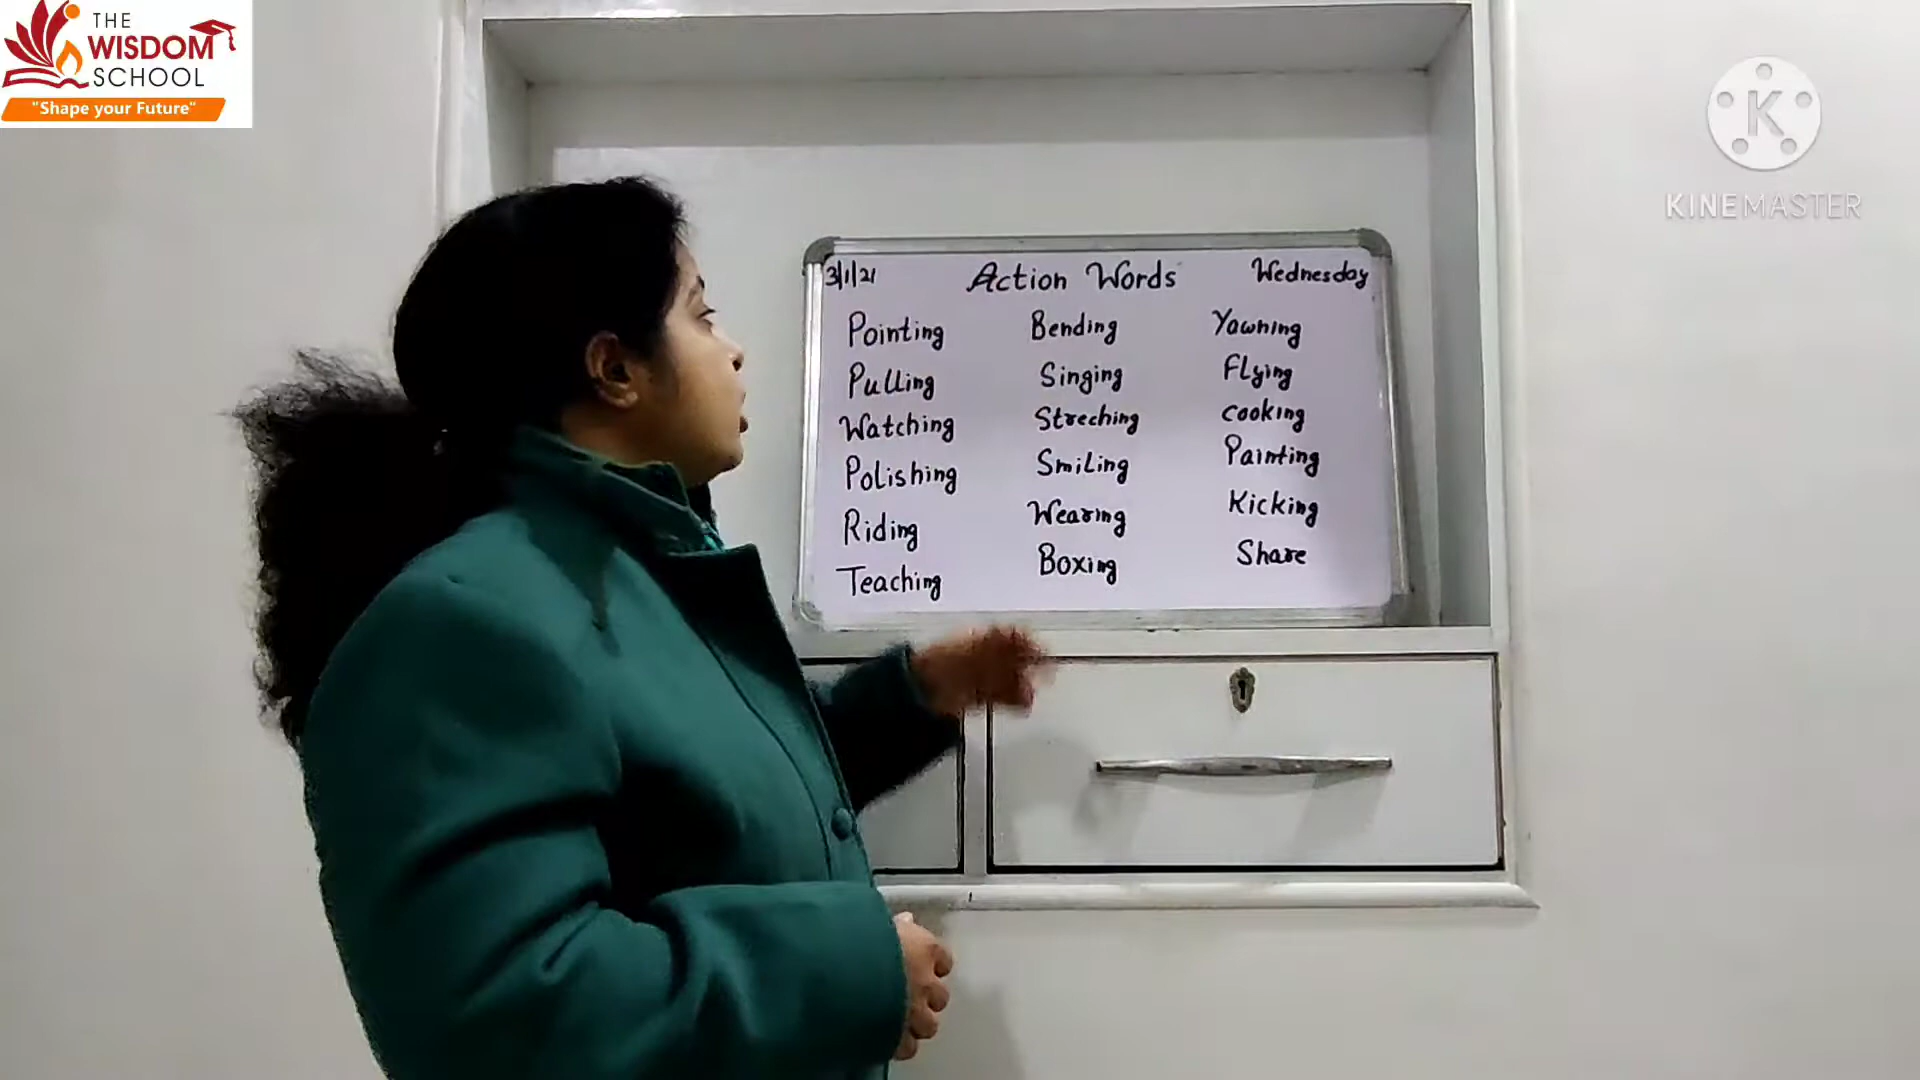 THE
WISDOM
SCHOOL
"Shape your Future"
K
KINEMASTER
3/1/21 Action Words Wednesday
Pointing Bending Yawning
Pulling Singing Flying
Watching Streching cooking
Polishing Smiling Painting
Riding Wearing Kicking
Teaching Boxing Share